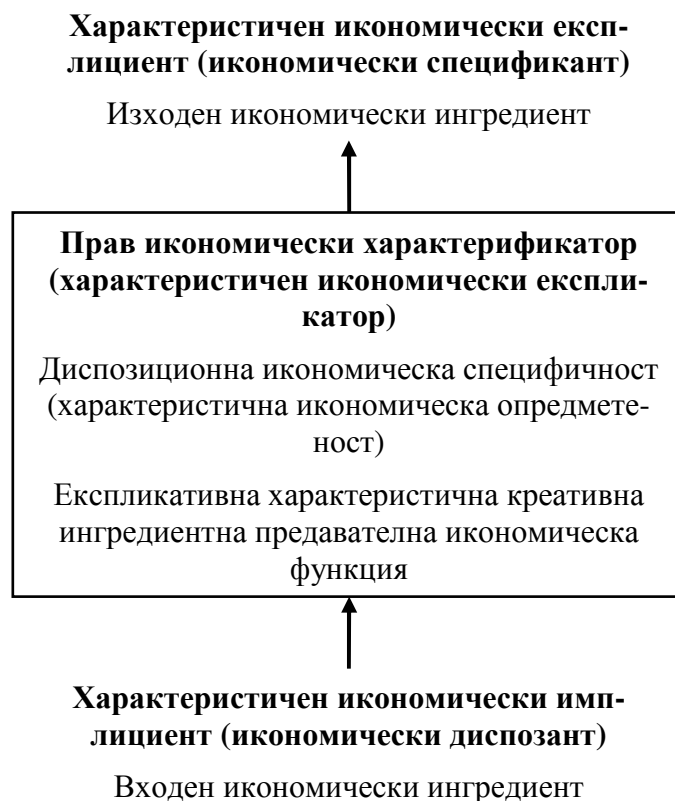 Характеристичен икономически експ-
лициент (икономически спецификант)
Изходен икономически ингредиент
Прав икономически характерификатор
(характеристичен икономически експли-
катор)
Диспозиционна икономическа специфичност
(характеристична икономическа опредмете-
ност)
Експликативна характеристична креативна
ингредиентна предавателна икономическа
функция
Характеристичен икономически имп-
лициент (икономически диспозант)
Входен икономически ингредиент